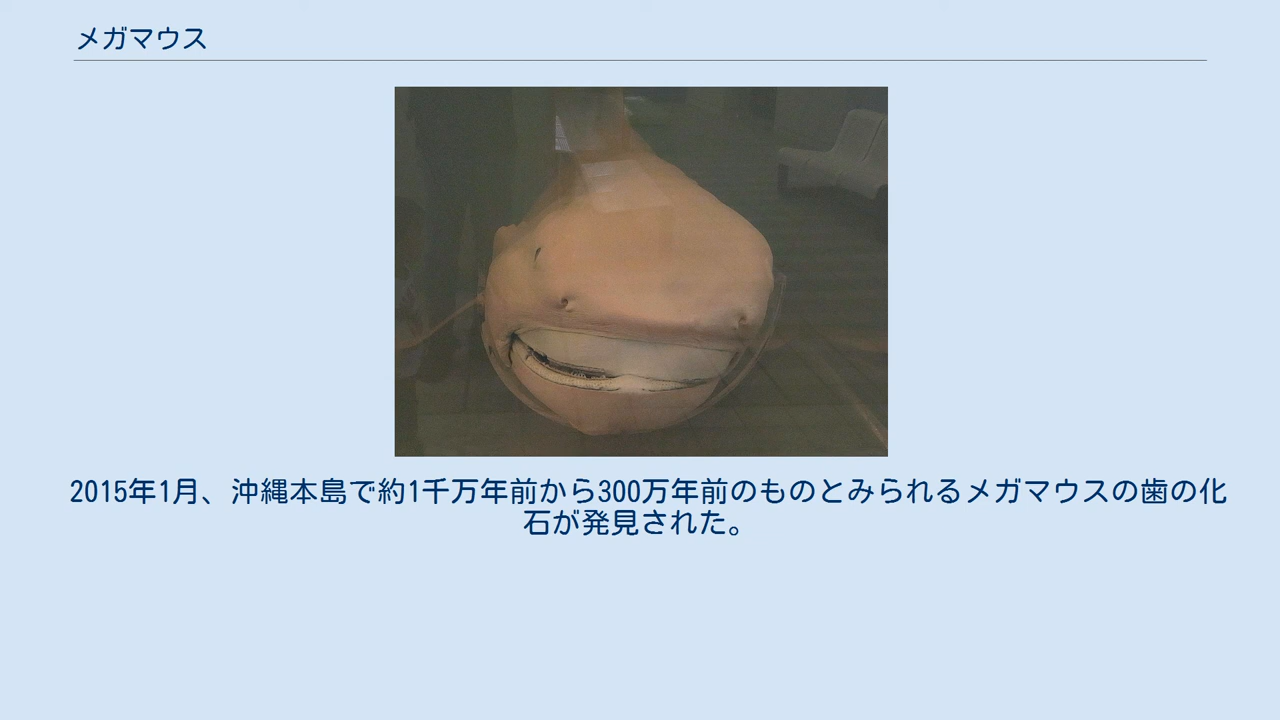 メガマウス
2015年1月、沖縄本島で約1千万年前から300万年前のものとみられるメガマウスの歯の化
石が発見された。